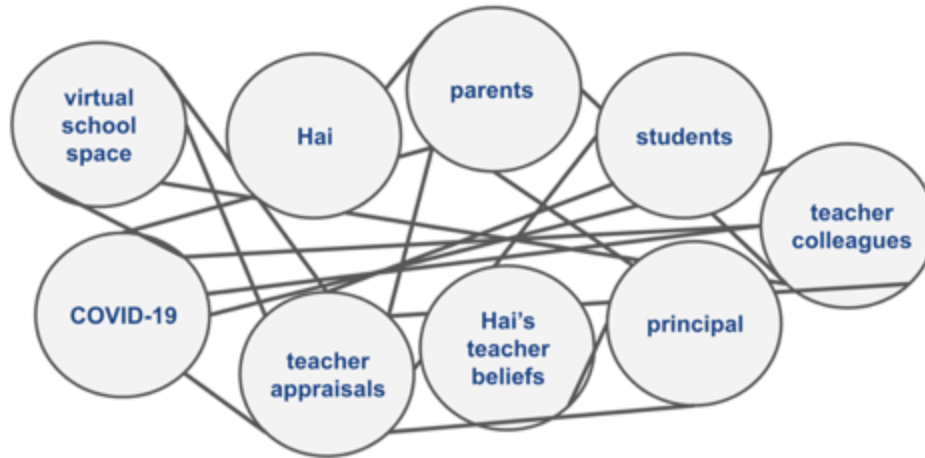 virtual
school
space
Hai
parents
students
teacher
colleagues
COVID-19
teacher
appraisals
Hai's
teacher
beliefs
principal